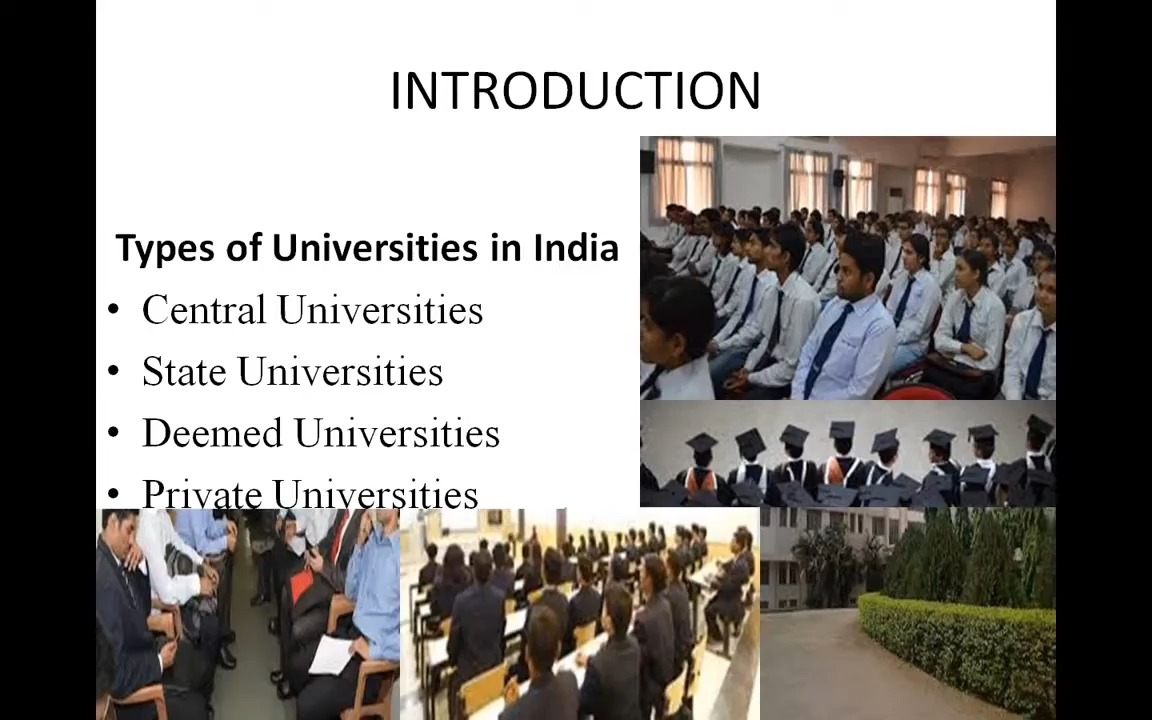 INTRODUCTION
Types of Universities in India
• Central Universities
• State Universities
• Deemed Universities
• Private Universities